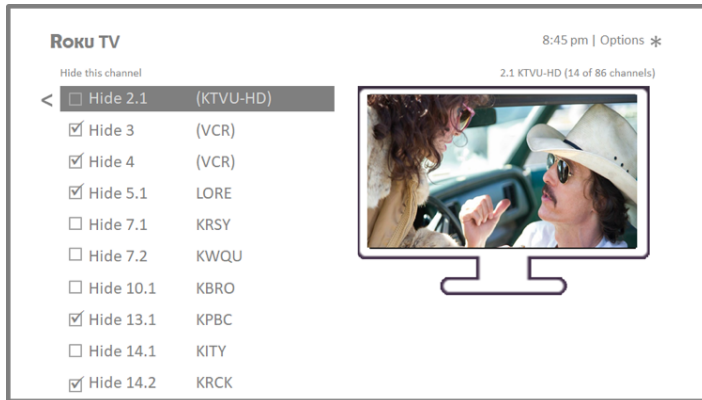 Roku TV
8:45 pm | Options *
Hide this channel
2.1 KTVU-HD (14 of 86 channels)
< Hide 2.1 (KTVU-HD)
Hide 3 (VCR)
Hide 4 (VCR)
Hide 5.1 LORE
Hide 7.1 KRSY
Hide 7.2 KWQU
Hide 10.1 KBRO
Hide 13.1 KPBC
Hide 14.1 KITY
Hide 14.2 KRCK